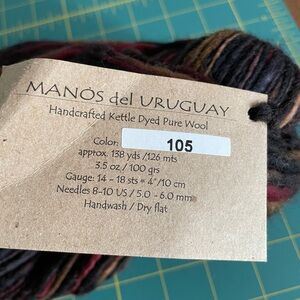 MANOS del URUGUAY
Handcrafted Kettle Dyed Pure Wool
Color: 105
approx. 138 yds /126 mts
3.5 oz / 100 grs
Gauge: 14 - 18 sts = 4"/10 cm
Needles 8-10 US / 5.0 - 6.0 mm
Handwash / Dry flat